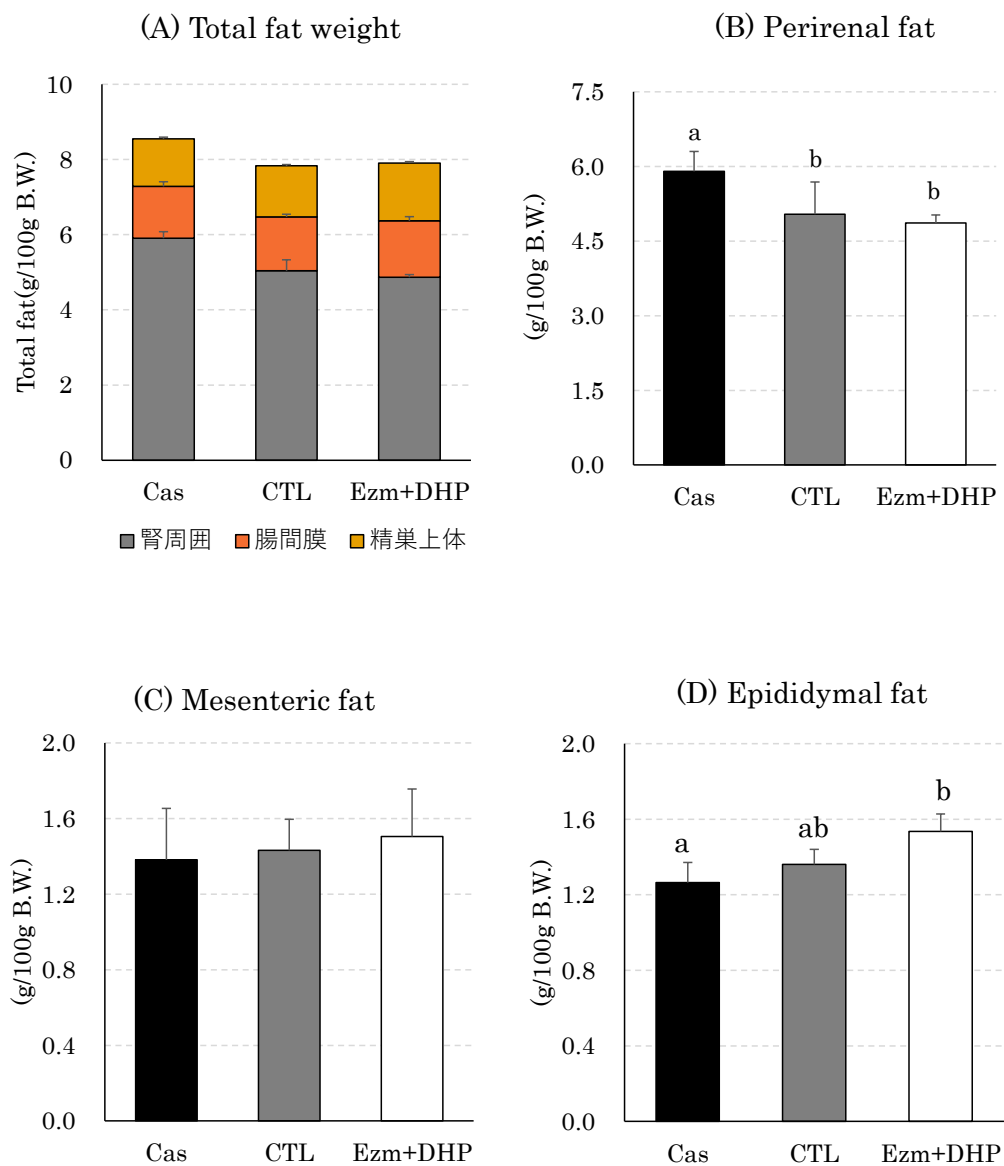 (A) Total fat weight
Total fat(g/100g B.W.)
10
8
6
4
2
0
Cas CTL Ezm+DHP
腎周囲 腸間膜 精巣上体
(B) Perirenal fat
(g/100g B.W.)
7.5
6.0
4.5
3.0
1.5
0.0
a b b
Cas CTL Ezm+DHP
(C) Mesenteric fat
(g/100g B.W.)
2.0
1.6
1.2
0.8
0.4
0.0
Cas CTL Ezm+DHP
(D) Epididymal fat
(g/100g B.W.)
2.0
1.6
1.2
0.8
0.4
0.0
a ab b
Cas CTL Ezm+DHP